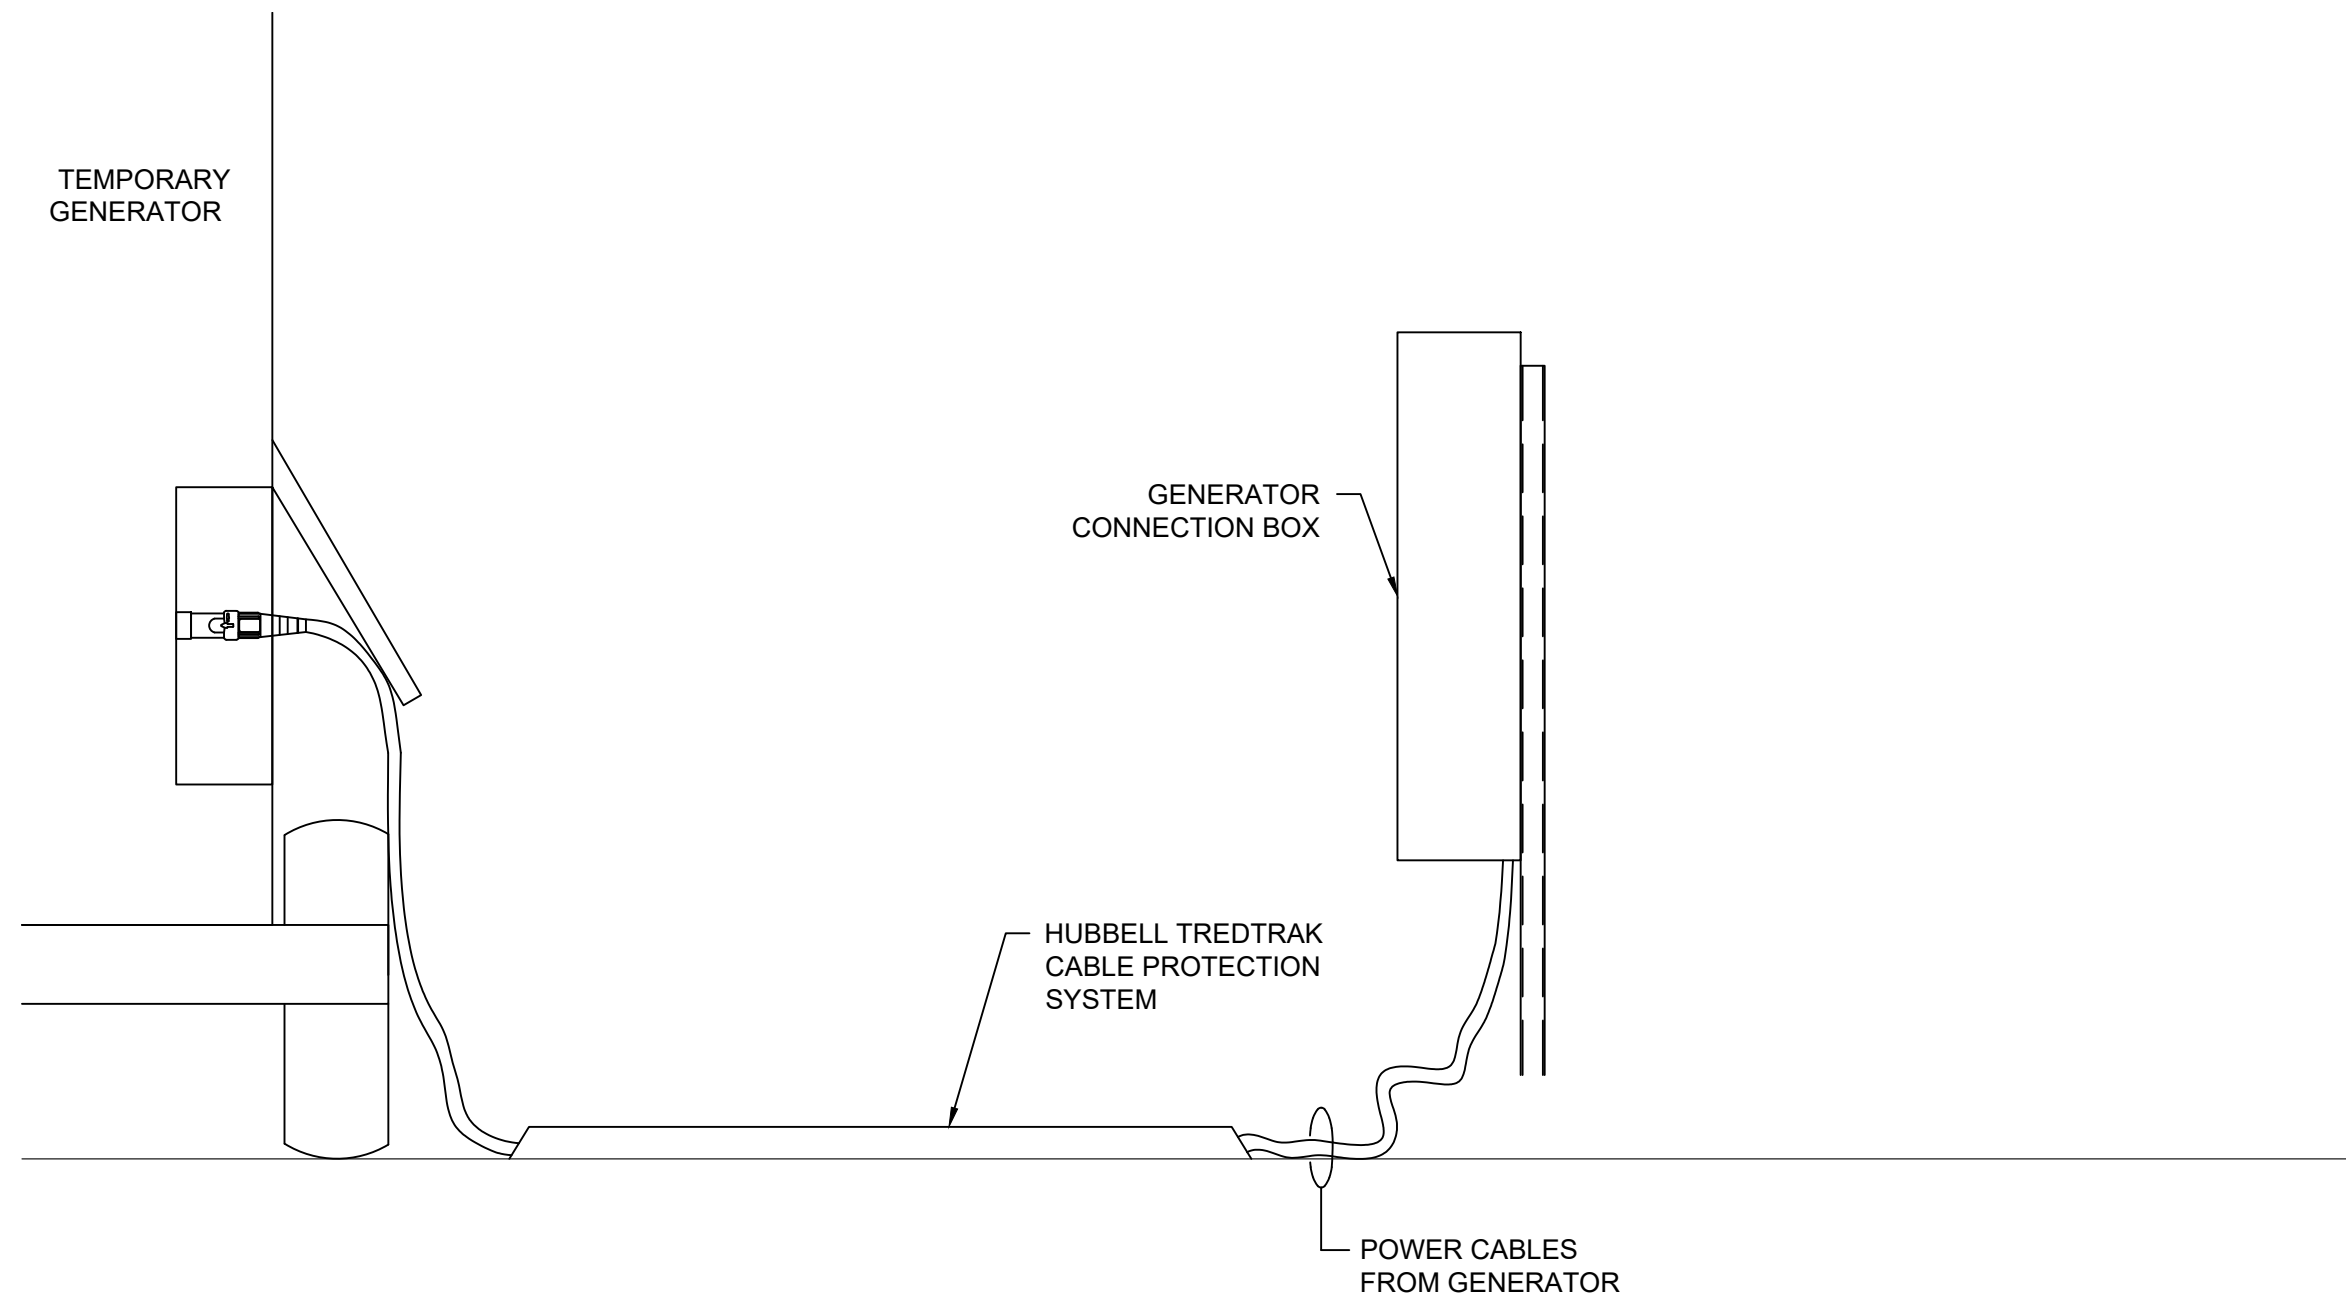 TEMPORARY
GENERATOR
GENERATOR
CONNECTION BOX
HUBBELL TREDTRAK
CABLE PROTECTION
SYSTEM
POWER CABLES
FROM GENERATOR